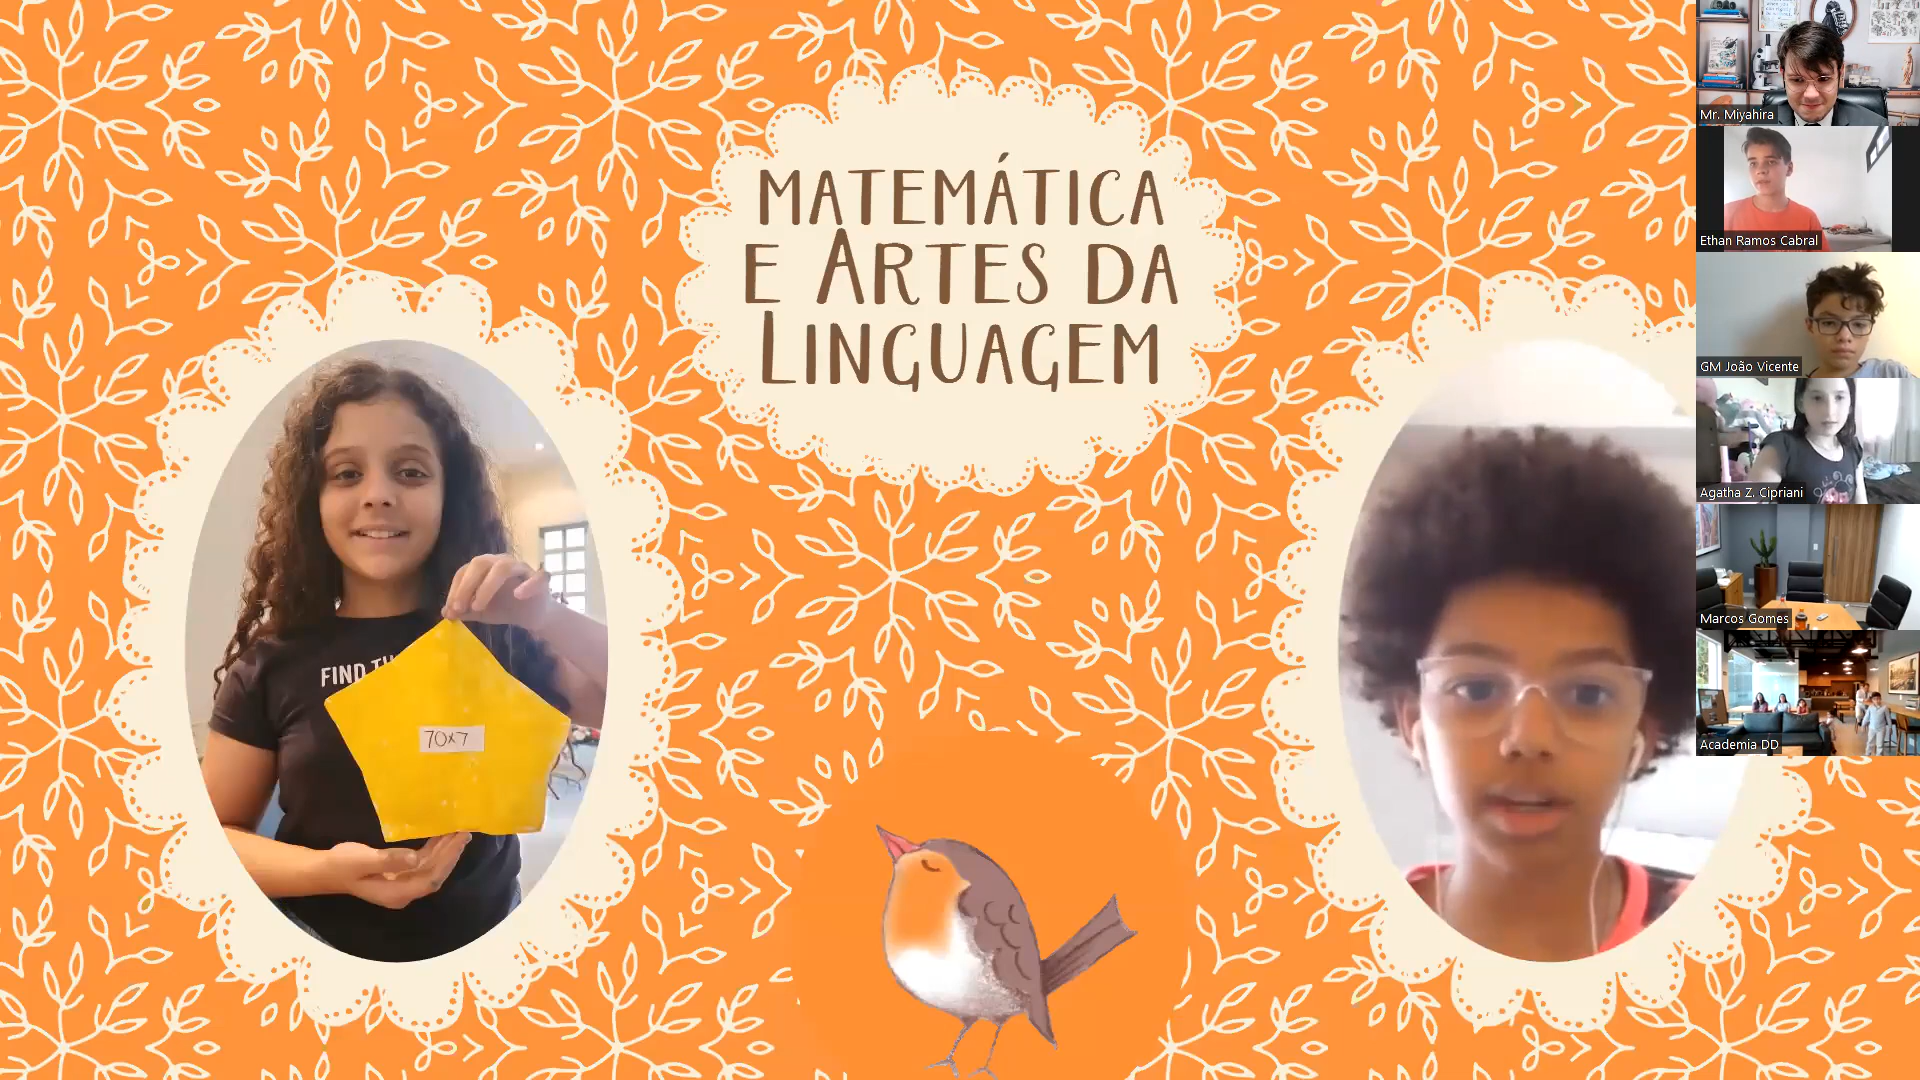 MATEMÁTICA
E ARTES DA
LINGUAGEM
FIND
70x7
Mr. Miyahira
Ethan Ramos Cabral
GM João Vicente
Agatha Z. Cipriani
Marcos Gomes
Academia DD